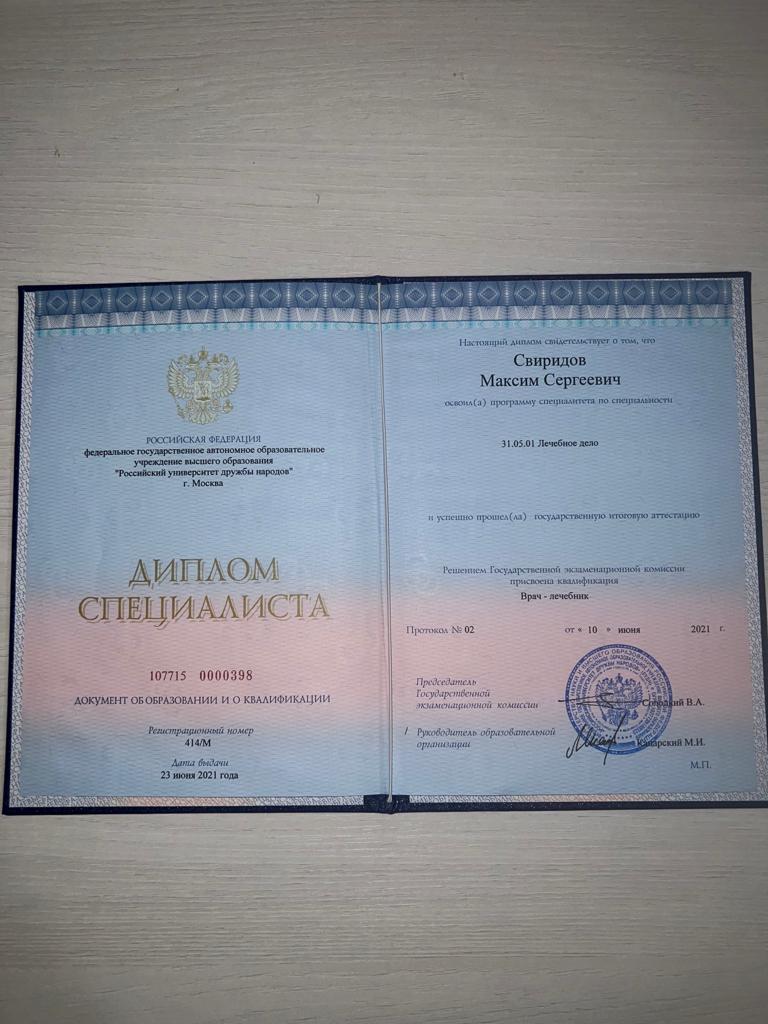 РОССИЙСКАЯ ФЕДЕРАЦИЯ
федеральное государственное автономное образовательное
учреждение высшего образования
"Российский университет дружбы народов"
г. Москва
ДИПЛОМ
СПЕЦИАЛИСТА
107715 0000398
ДОКУМЕНТ ОБ ОБРАЗОВАНИИ И О КВАЛИФИКАЦИИ
Регистрационный номер
414/М
Дата выдачи
23 июня 2021 года
Настоящий диплом свидетельствует о том, что
Свиридов
Максим Сергеевич
освоил(а) программу специалитета по специальности
31.05.01 Лечебное дело
и успешно прошел(ла) государственную итоговую аттестацию
Решением Государственной экзаменационной комиссии
присвоена квалификация
Врач - лечебник
Протокол № 02 от « 10 » июня 2021 г.
Председатель
Государственной
экзаменационной комиссии
В.А.
/ Руководитель образовательной
организации М.И.
М.П.